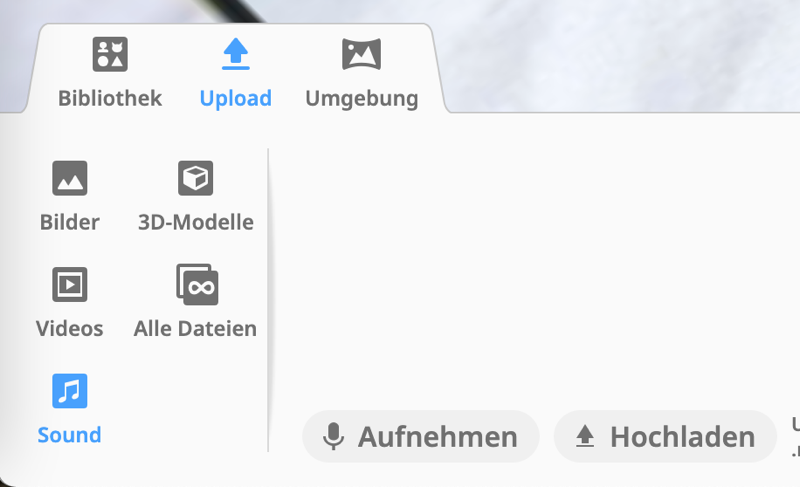 Bibliothek
Upload
Umgebung
Bilder
3D-Modelle
Videos
Alle Dateien
Sound
Aufnehmen
Hochladen